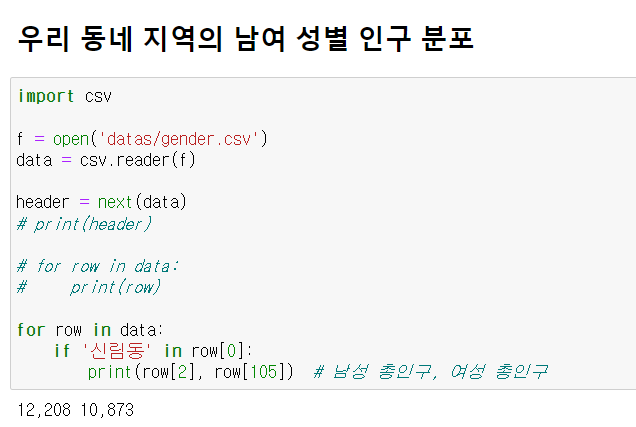 우리 동네 지역의 남여 성별 인구 분포
import csv
f = open('datas/gender.csv')
data = csv.reader(f)
header = next(data)
# print(header)
# for row in data:
#     print(row)
for row in data:
    if '신림동' in row[0]:
        print(row[2], row[105])  # 남성 총인구, 여성 총인구
12,208 10,873